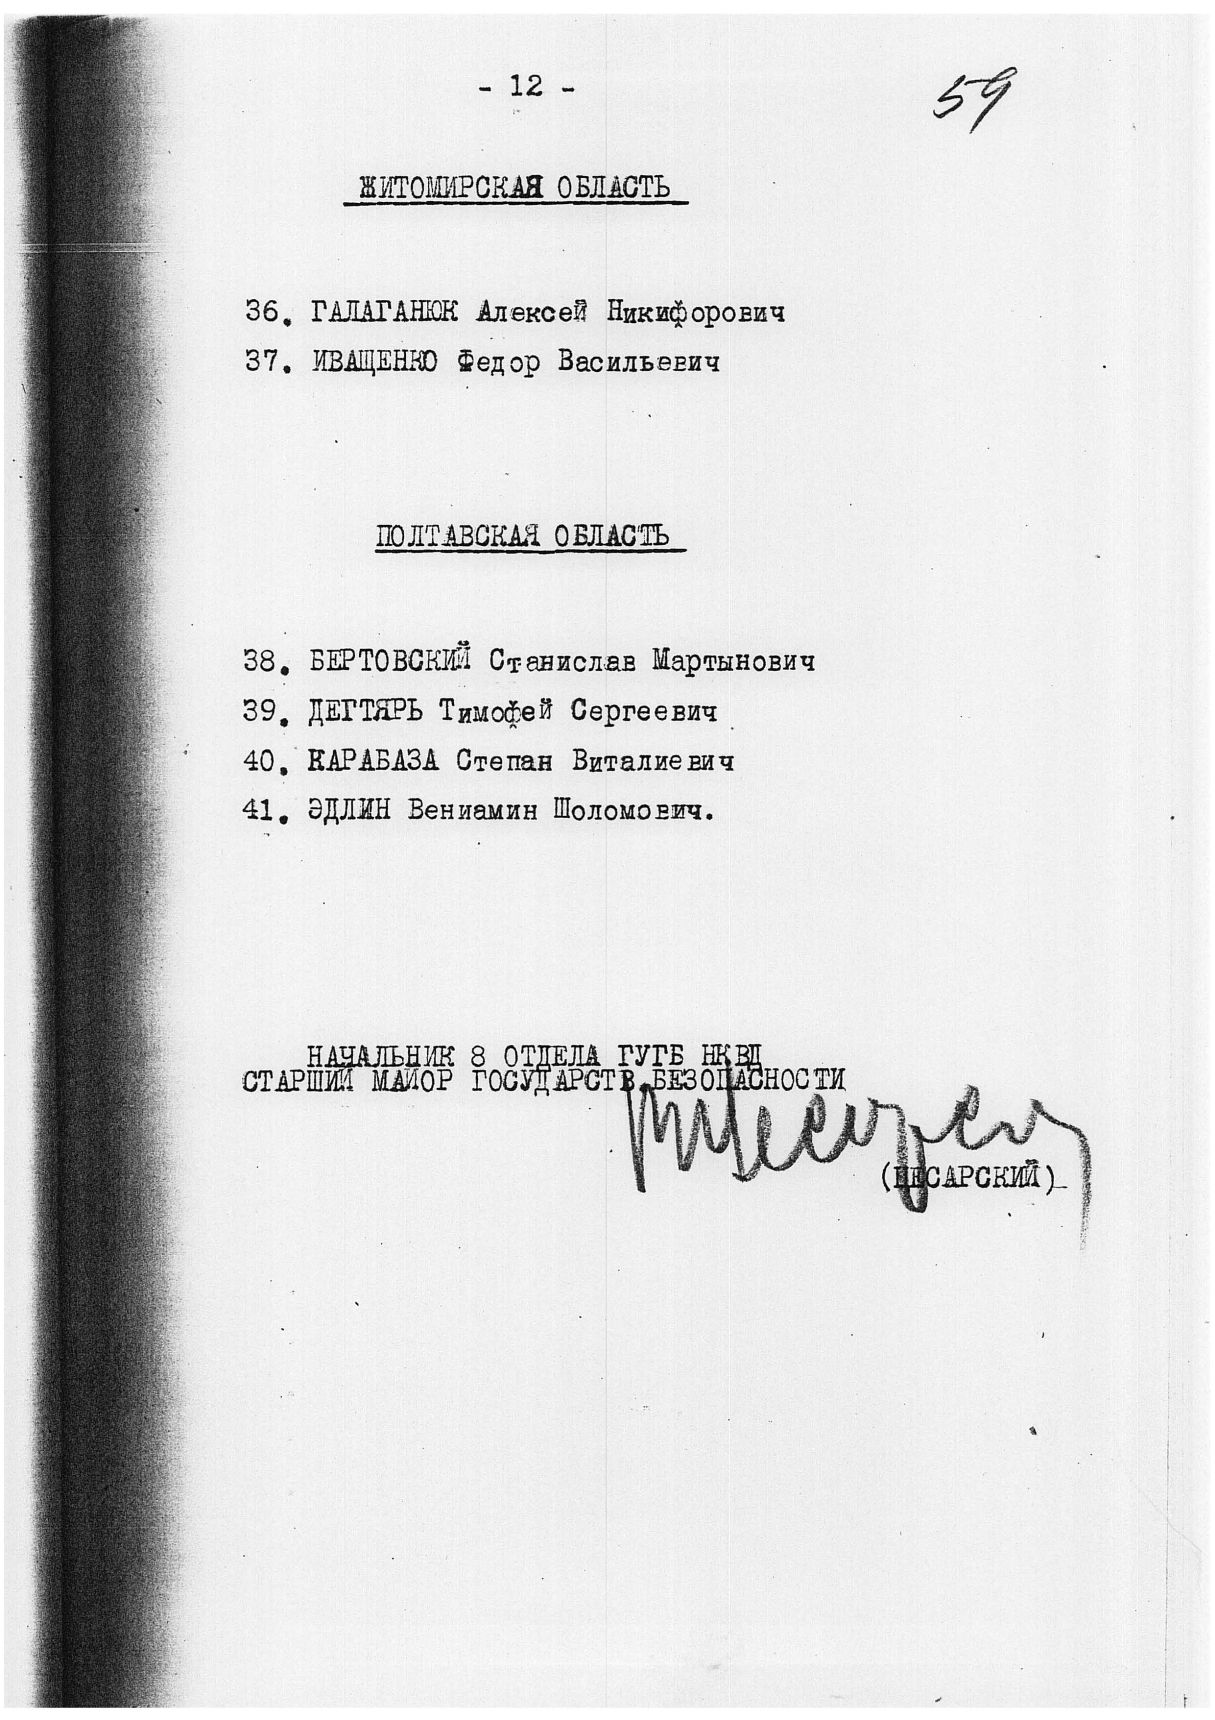 - 12 -
59
ЖИТОМИРСКАЯ ОБЛАСТЬ
36. ГАЛАГАНЮК Алексей Никифорович
37. ИВАЩЕНКО Федор Васильевич
ПОЛТАВСКАЯ ОБЛАСТЬ
38. БЕРТОВСКИЙ Станислав Мартынович
39. ДЕГТЯРЬ Тимофей Сергеевич
40. КАРАБАЗА Степан Виталиевич
41. ЭДЛИН Вениамин Шоломович.
НАЧАЛЬНИК 8 ОТДЕЛА ГУГБ НКВД
СТАРШИЙ МАЙОР ГОСУДАРСТВ.БЕЗОПАСНОСТИ
(ЦЕСАРСКИЙ)